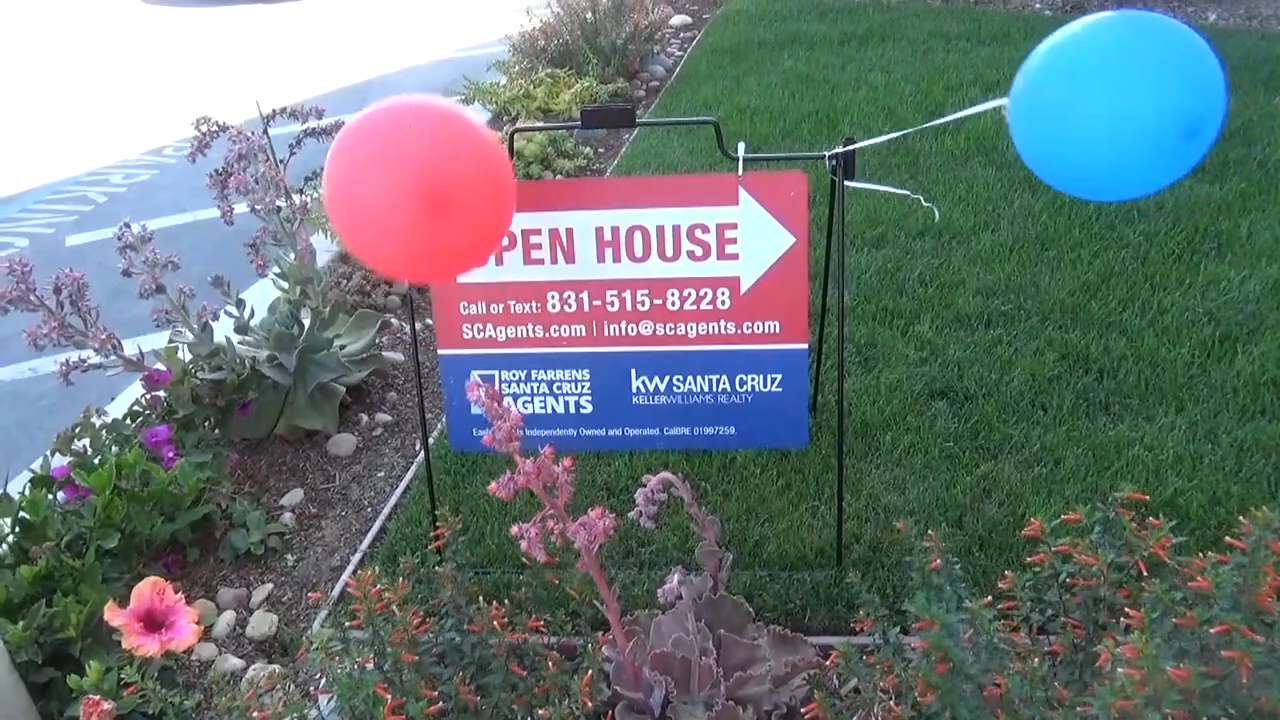 PEN HOUSE
Call or Text: 831-515-8228
SCAgents.com | info@scagents.com
ROY FARRENS
SANTA CRUZ
AGENTS
kw SANTA CRUZ
KELLERWILLIAMS. REALTY
Independently Owned and Operated. CalBRE 01997259.
PARKING